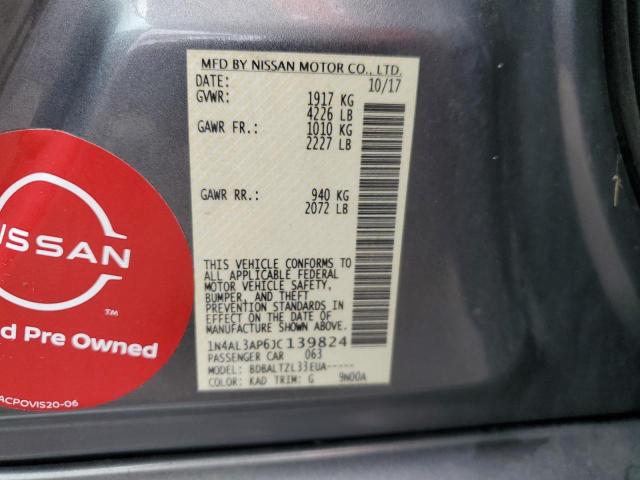 MFD BY NISSAN MOTOR CO., LTD.
DATE: 10/17
GVWR: 1917 KG
4226 LB
GAWR FR.: 1010 KG
2227 LB
GAWR RR.: 940 KG
2072 LB
THIS VEHICLE CONFORMS TO
ALL APPLICABLE FEDERAL
MOTOR VEHICLE SAFETY,
BUMPER, AND THEFT
PREVENTION STANDARDS IN
EFFECT ON THE DATE OF
MANUFACTURE SHOWN ABOVE.
1N4AL3AP6JC139824
PASSENGER CAR 063
MODEL: BDBALTZL33EUA-----
COLOR: KAD TRIM: G 9N00A
NISSAN
TM
d Pre Owned
ACPOVIS20-06